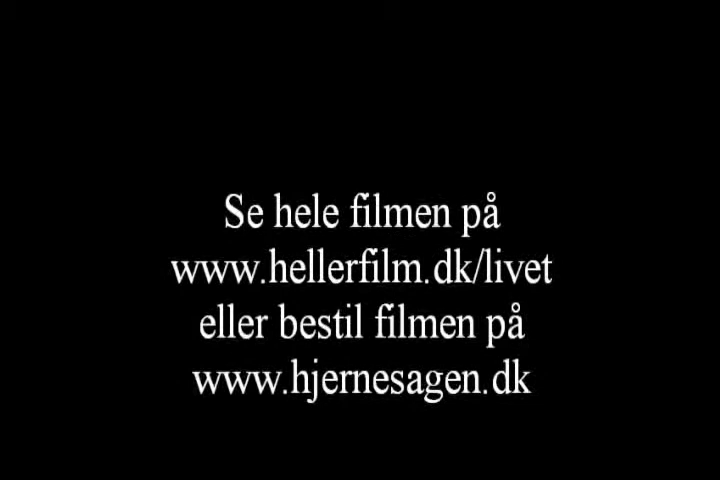 Se hele filmen på
www.hellerfilm.dk/livet
eller bestil filmen på
www.hjernesagen.dk